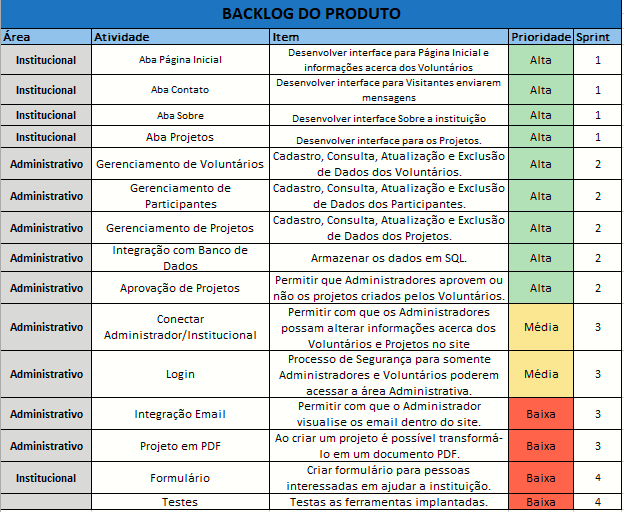 BACKLOG DO PRODUTO
Área Atividade Item Prioridade Sprint
Institucional Aba Página Inicial Desenvolver interface para Página Inicial e
informações acerca dos Voluntários Alta 1
Institucional Aba Contato Desenvolver interface para Visitantes enviarem
mensagens Alta 1
Institucional Aba Sobre Desenvolver interface Sobre a instituição Alta 1
Institucional Aba Projetos Desenvolver interface para os Projetos. Alta 1
Administrativo Gerenciamento de Voluntários Cadastro, Consulta, Atualização e Exclusão
de Dados dos Voluntários. Alta 2
Administrativo Gerenciamento de
Participantes Cadastro, Consulta, Atualização e Exclusão
de Dados dos Participantes. Alta 2
Administrativo Gerenciamento de Projetos Cadastro, Consulta, Atualização e Exclusão
de Dados dos Projetos. Alta 2
Administrativo Integração com Banco de
Dados Armazenar os dados em SQL. Alta 2
Administrativo Aprovação de Projetos Permitir que Administradores aprovem ou
não os projetos criados pelos Voluntários. Alta 2
Administrativo Conectar
Administrador/Institucional Permitir com que os Administradores
possam alterar informações acerca dos
Voluntários e Projetos no site Média 3
Administrativo Login Processo de Segurança para somente
Administradores e Voluntários poderem
acessar a área Administrativa. Média 3
Administrativo Integração Email Permitir com que o Administrador
visualise os email dentro do site. Baixa 3
Administrativo Projeto em PDF Ao criar um projeto é possível transformá-
lo em um documento PDF. Baixa 3
Institucional Formulário Criar formulário para pessoas
interessadas em ajudar a instituição. Baixa 4
Testes Testas as ferramentas implantadas. Baixa 4